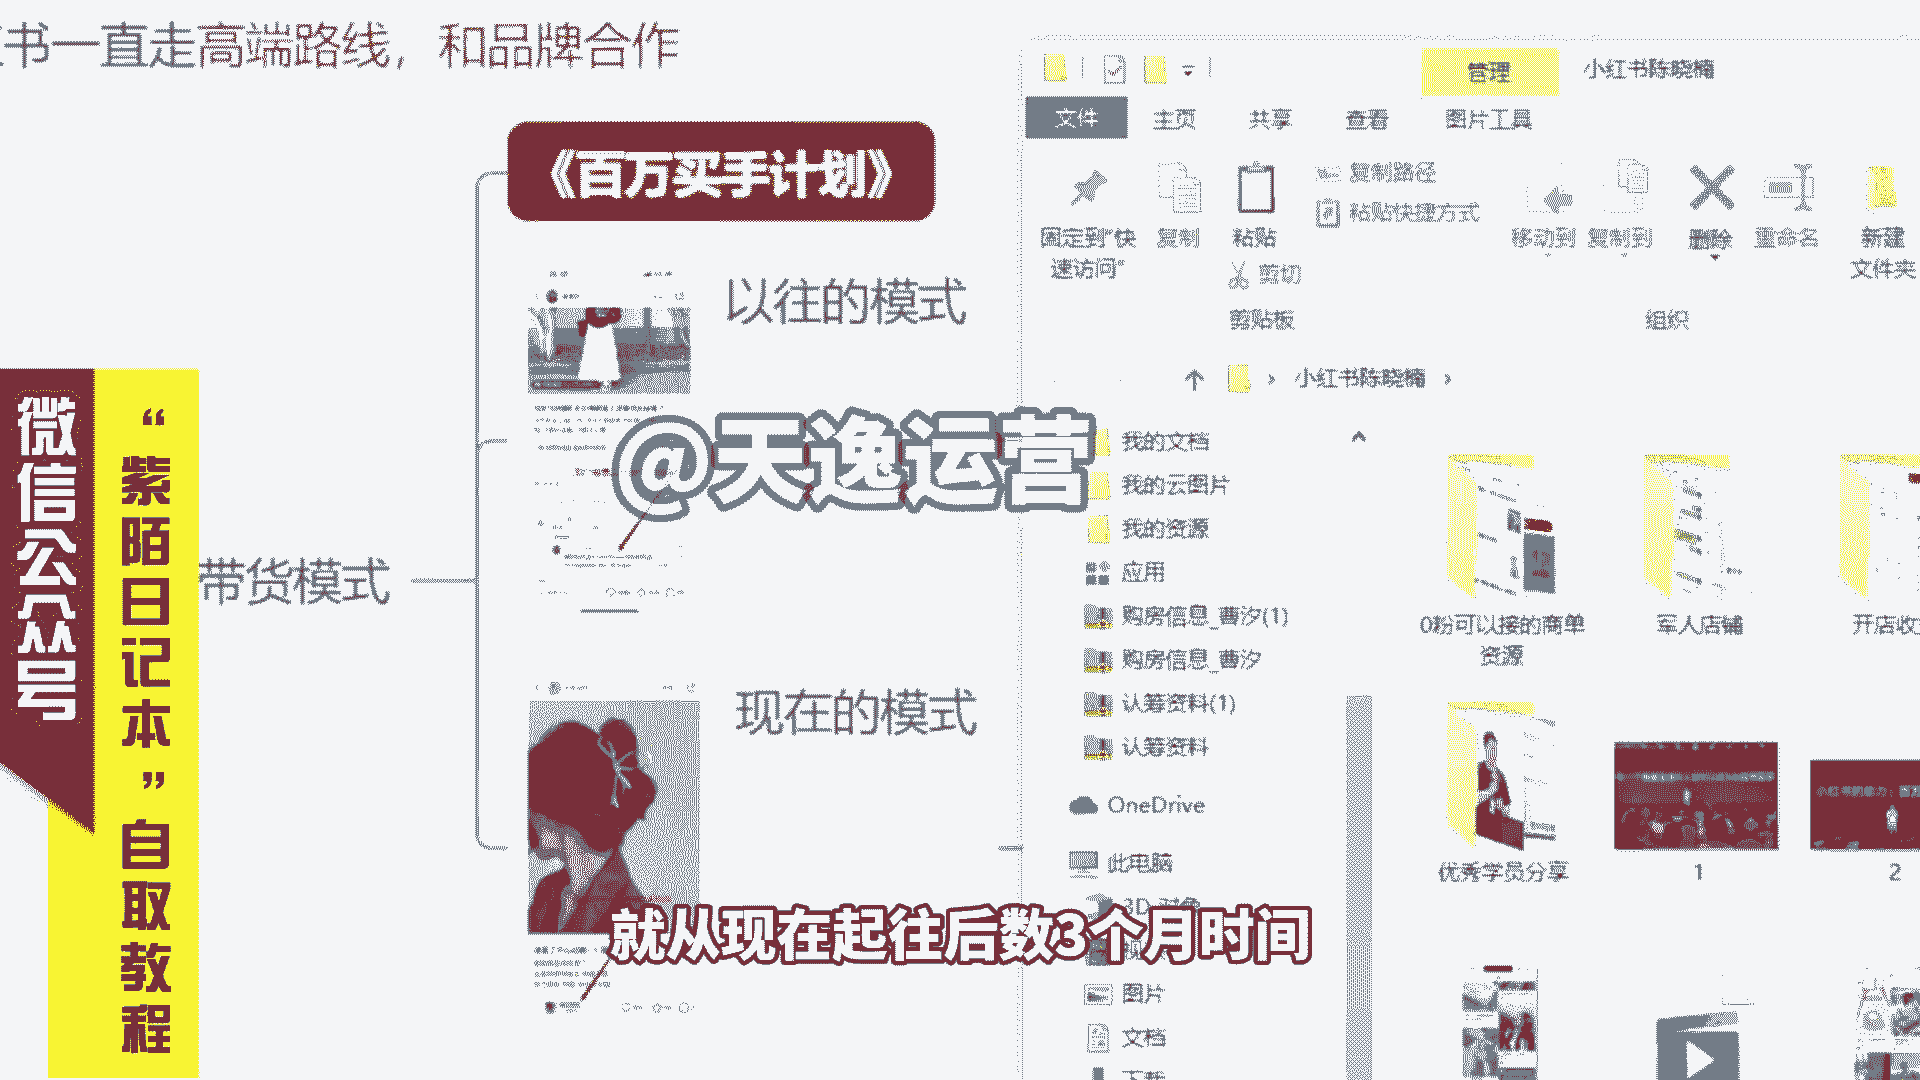 书一直走高端路线，和品牌合作
《百万买手计划》
以往的模式
现在的模式
带货模式
微信公众号
“紫陌日记本”自取教程
@天逸运营
就从现在起往后数3个月时间
管理
小红书陈晓楠
文件
主页
共享
查看
图片工具
固定到“快
速访问”
复制
粘贴
复制路径
粘贴快捷方式
剪切
剪贴板
移动到
复制到
删除
重命名
组织
新建
文件夹
小红书陈晓楠
我的文档
我的云图片
我的资源
应用
购房信息_曹汐(1)
购房信息_曹汐
认筹资料(1)
认筹资料
OneDrive
此电脑
3D 对象
图片
文档
0粉可以接的商单
资源
军人店铺
开店收
优秀学员分享
1
2